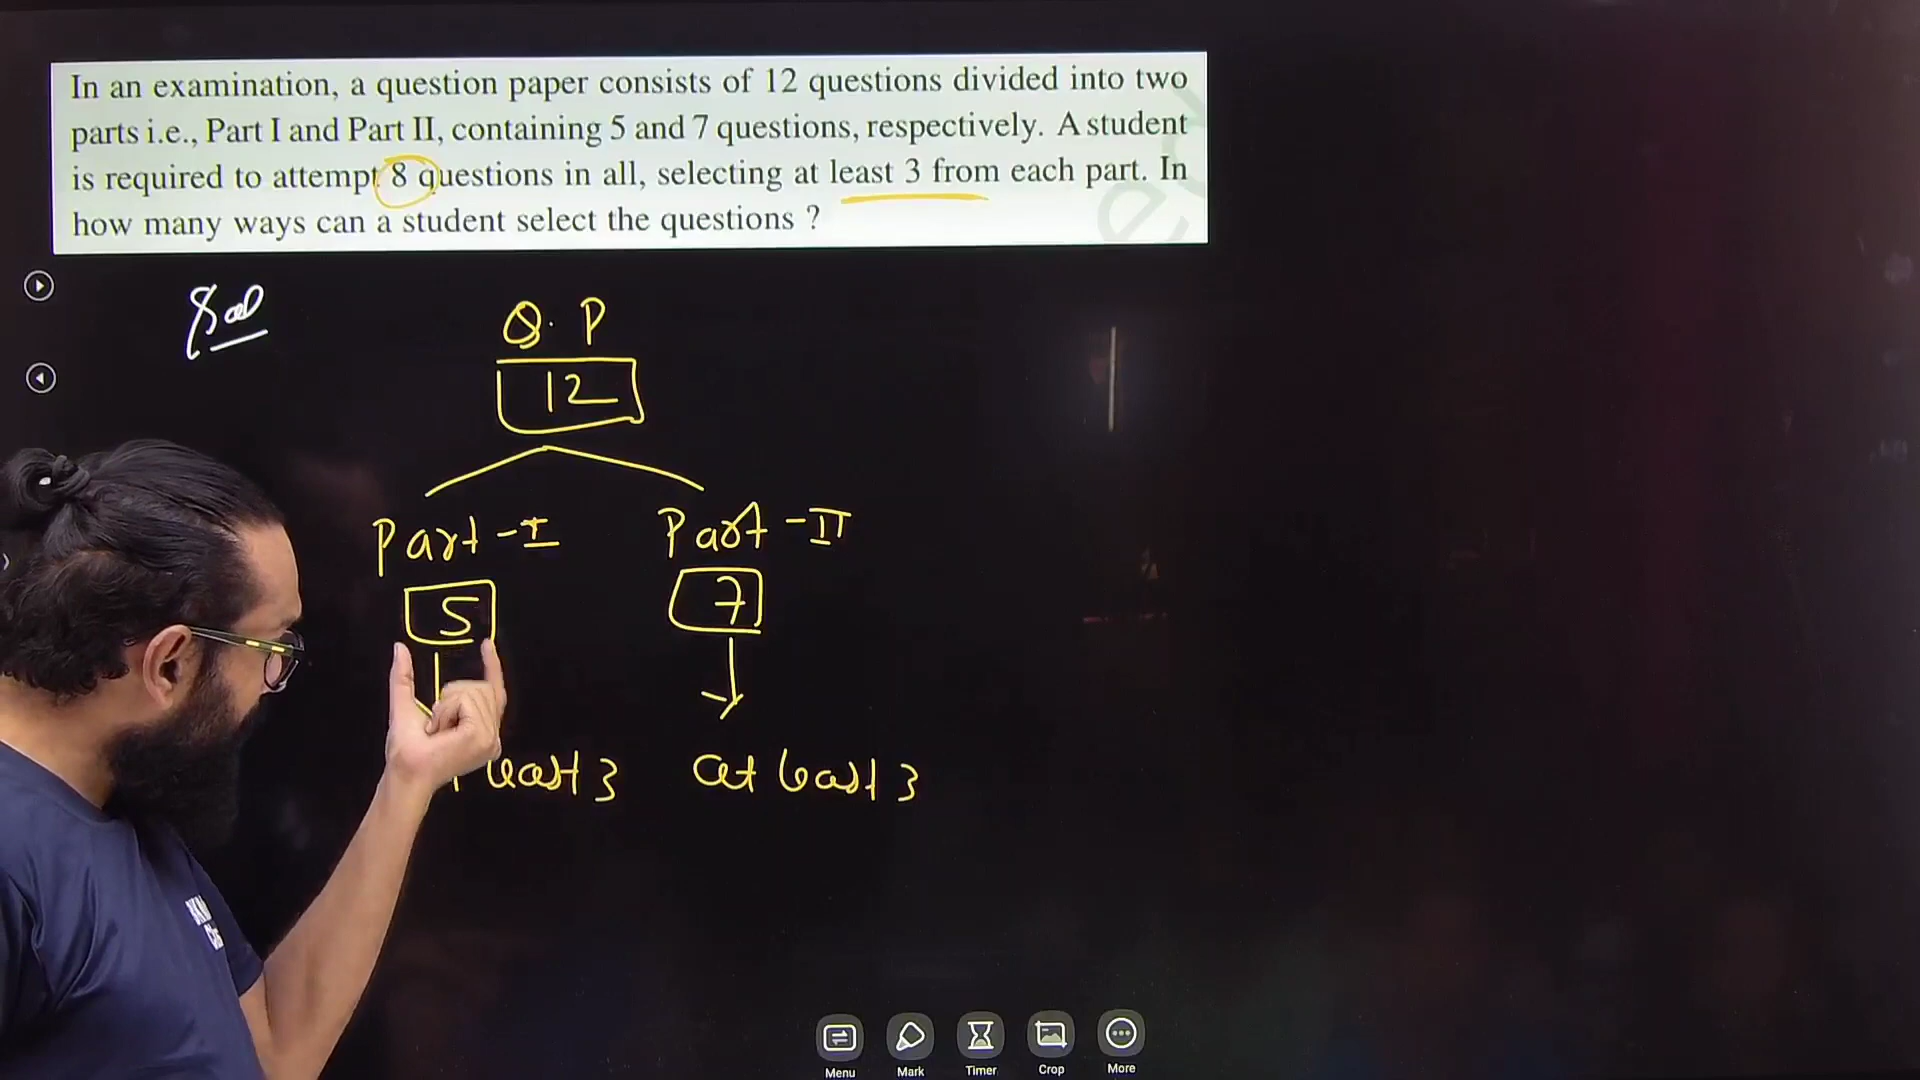 In an examination, a question paper consists of 12 questions divided into two
parts i.e., Part I and Part II, containing 5 and 7 questions, respectively. A student
is required to attempt 8 questions in all, selecting at least 3 from each part. In
how many ways can a student select the questions ?
Sol
Q. P
12
Part-I Part-II
5 7
least 3 at least 3
Menu Mark Timer Crop More